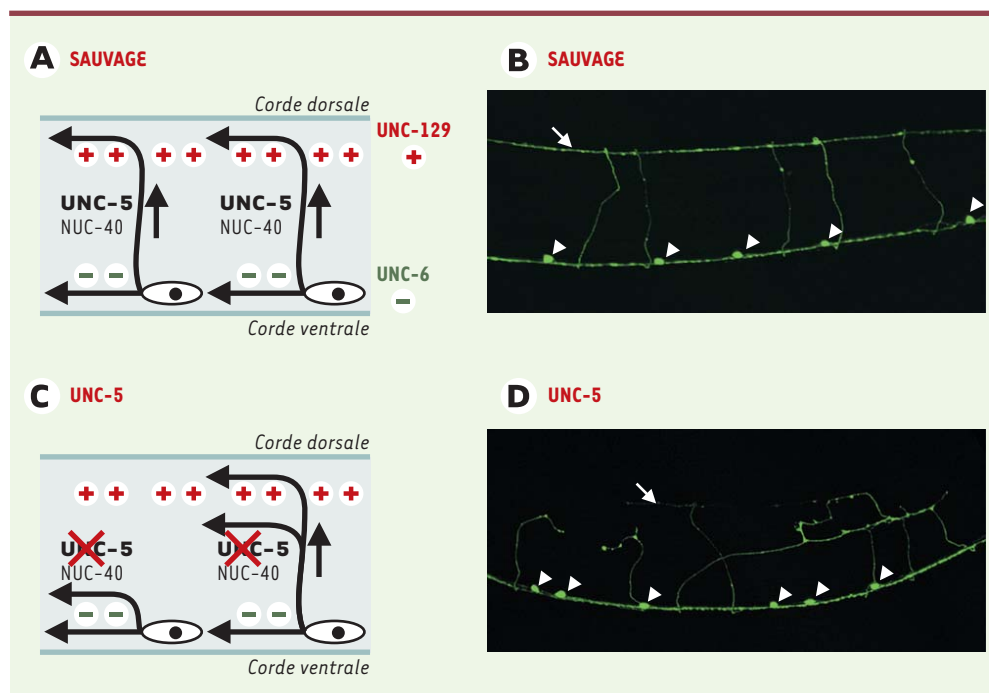 A SAUVAGE
Corde dorsale
UNC-129
+
+ + + + + + + +
UNC-5 UNC-5
NUC-40 NUC-40
UNC-6
−
− − − −
Corde ventrale
B SAUVAGE
C UNC-5
Corde dorsale
+ + + + + + + +
UNC-5 UNC-5
NUC-40 NUC-40
− − − −
Corde ventrale
D UNC-5